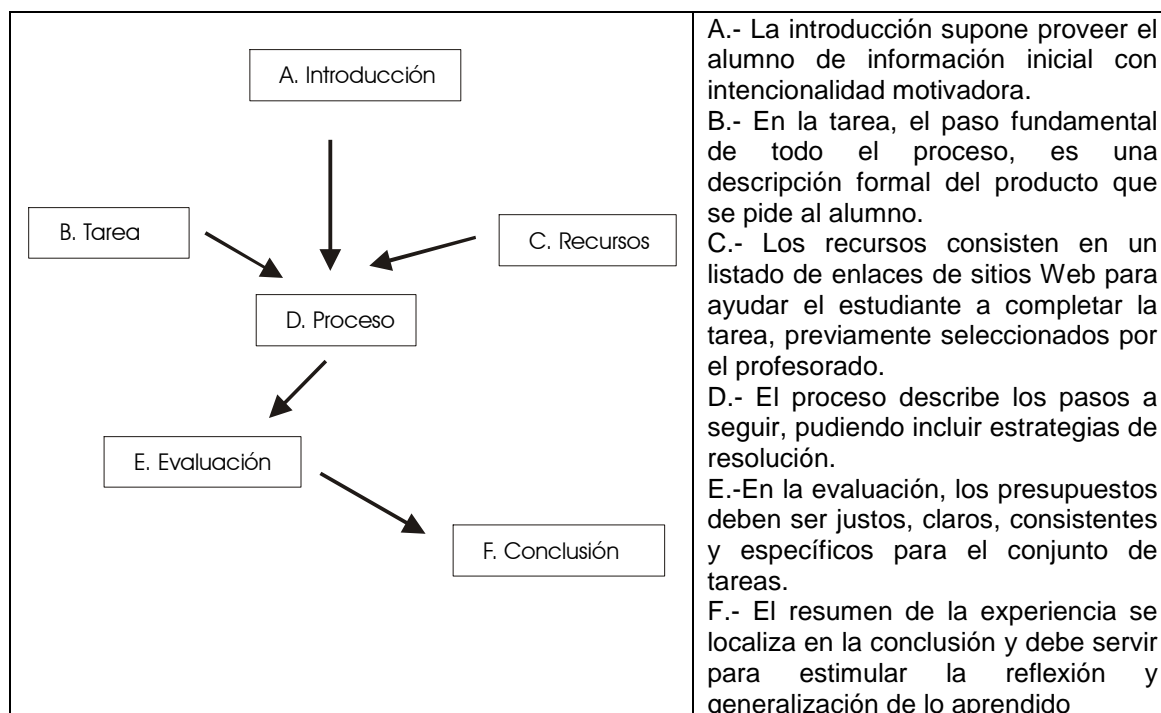 A. Introducción
B. Tarea
C. Recursos
D. Proceso
E. Evaluación
F. Conclusión
A.- La introducción supone proveer el
alumno de información inicial con
intencionalidad motivadora.
B.- En la tarea, el paso fundamental
de todo el proceso, es una
descripción formal del producto que
se pide al alumno.
C.- Los recursos consisten en un
listado de enlaces de sitios Web para
ayudar el estudiante a completar la
tarea, previamente seleccionados por
el profesorado.
D.- El proceso describe los pasos a
seguir, pudiendo incluir estrategias de
resolución.
E.-En la evaluación, los presupuestos
deben ser justos, claros, consistentes
y específicos para el conjunto de
tareas.
F.- El resumen de la experiencia se
localiza en la conclusión y debe servir
para estimular la reflexión y
generalización de lo aprendido